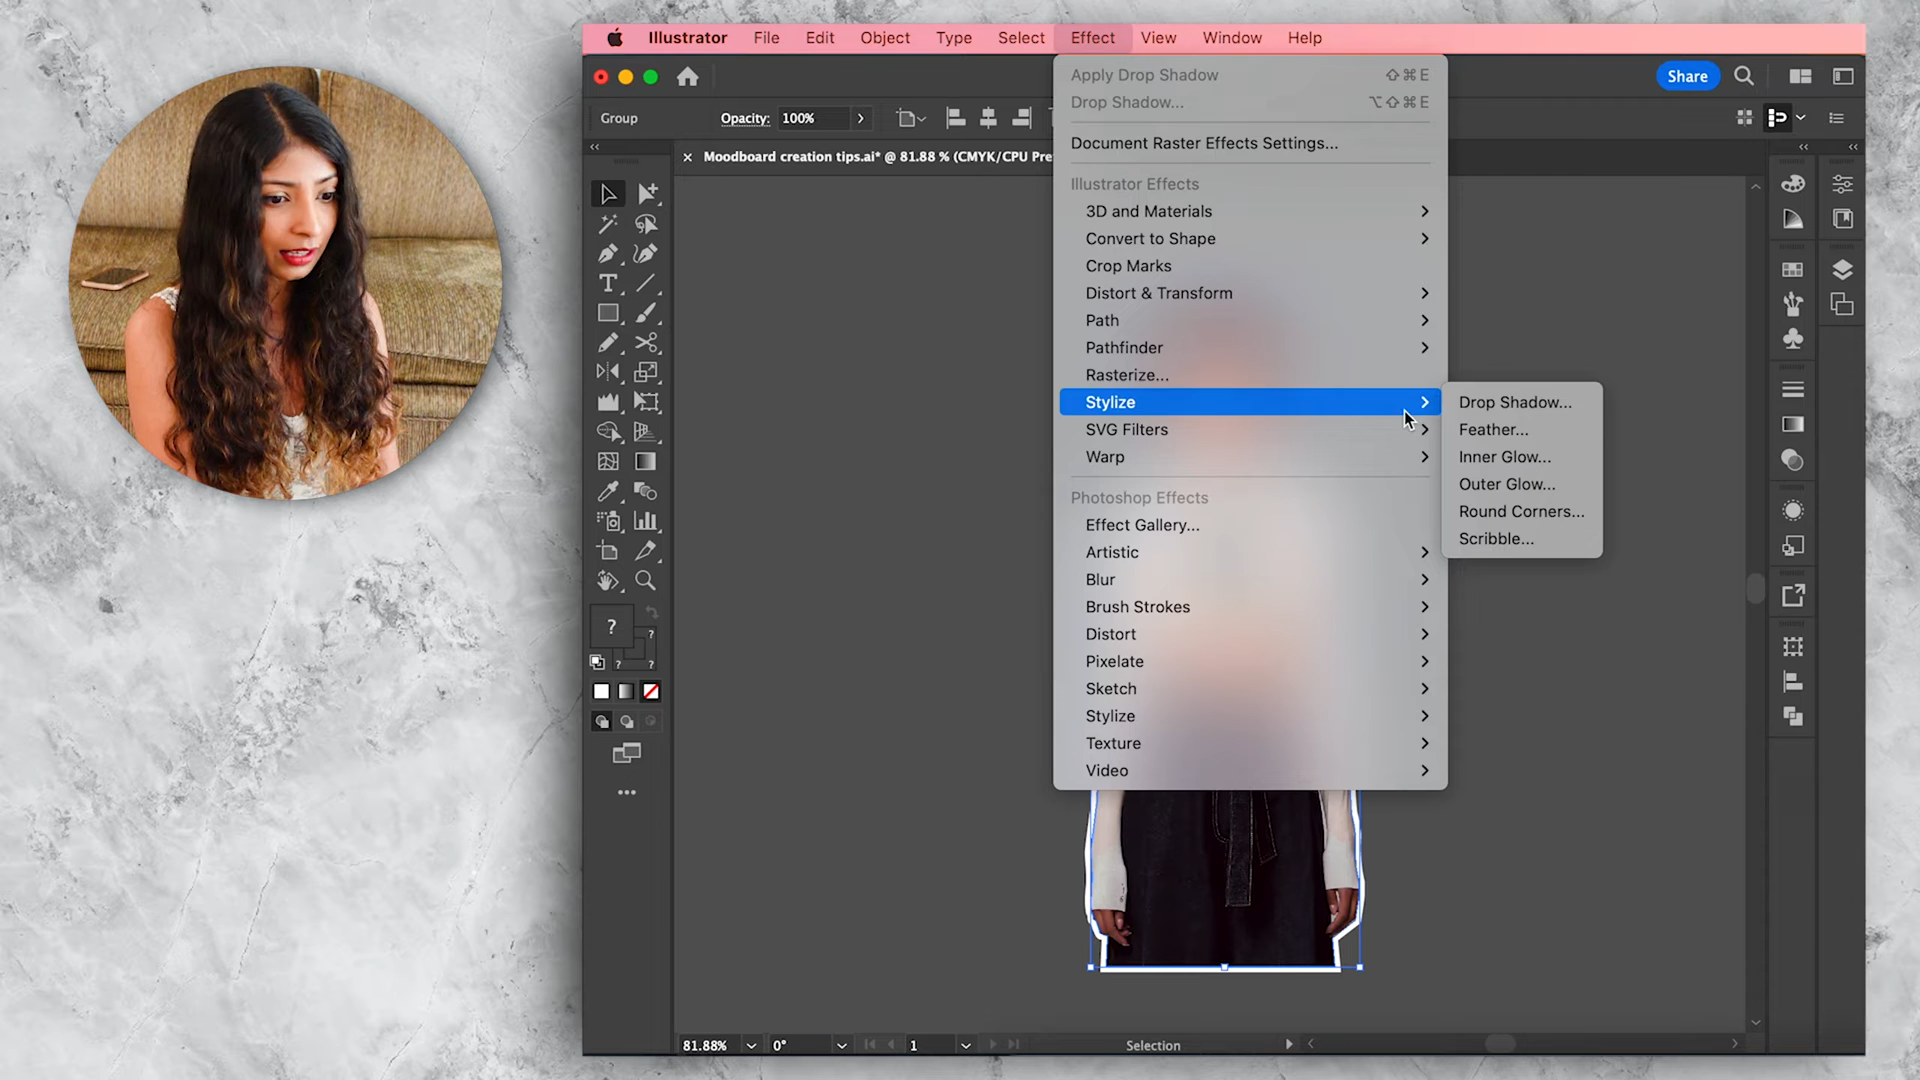 Illustrator File Edit Object Type Select Effect View Window Help
Share
Group Opacity: 100%
Moodboard creation tips.ai* @ 81.88 % (CMYK/CPU Pre
Apply Drop Shadow ⇧⌘E
Drop Shadow... ⌥⇧⌘E
Document Raster Effects Settings...
Illustrator Effects
3D and Materials
Convert to Shape
Crop Marks
Distort & Transform
Path
Pathfinder
Rasterize...
Stylize
SVG Filters
Warp
Photoshop Effects
Effect Gallery...
Artistic
Blur
Brush Strokes
Distort
Pixelate
Sketch
Stylize
Texture
Video
Drop Shadow...
Feather...
Inner Glow...
Outer Glow...
Round Corners...
Scribble...
?
?
? ?
81.88% 0° 1 Selection